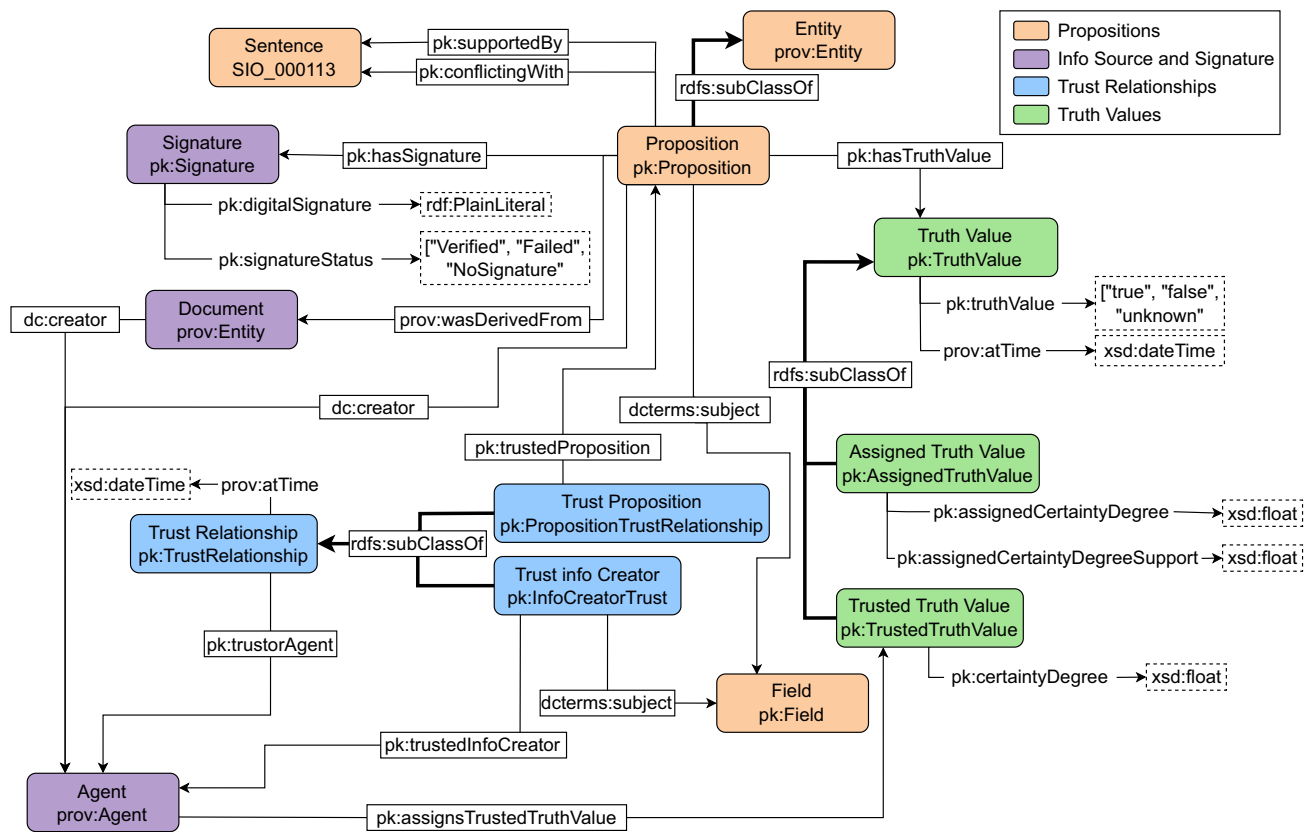 Sentence
SIO_000113
pk:supportedBy
pk:conflictingWith
Entity
prov:Entity
rdfs:subClassOf
Propositions
Info Source and Signature
Trust Relationships
Truth Values
Signature
pk:Signature
pk:hasSignature
Proposition
pk:Proposition
pk:hasTruthValue
pk:digitalSignature
rdf:PlainLiteral
pk:signatureStatus
["Verified", "Failed",
"NoSignature"
Truth Value
pk:TruthValue
pk:truthValue
["true", "false",
"unknown"
prov:atTime
xsd:dateTime
dc:creator
Document
prov:Entity
prov:wasDerivedFrom
rdfs:subClassOf
dc:creator
dcterms:subject
pk:trustedProposition
Assigned Truth Value
pk:AssignedTruthValue
pk:assignedCertaintyDegree
xsd:float
pk:assignedCertaintyDegreeSupport
xsd:float
xsd:dateTime
prov:atTime
Trust Relationship
pk:TrustRelationship
rdfs:subClassOf
Trust Proposition
pk:PropositionTrustRelationship
Trust info Creator
pk:InfoCreatorTrust
Trusted Truth Value
pk:TrustedTruthValue
pk:certaintyDegree
xsd:float
pk:trustorAgent
dcterms:subject
Field
pk:Field
pk:trustedInfoCreator
Agent
prov:Agent
pk:assignsTrustedTruthValue